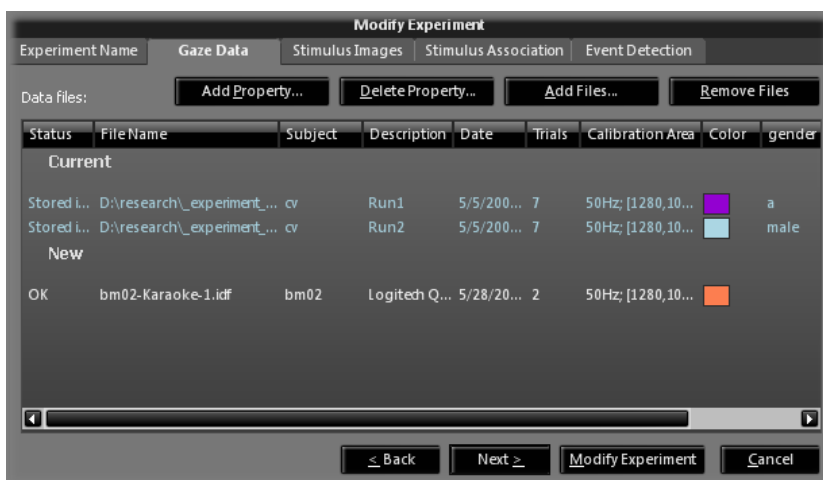 Modify Experiment
Experiment Name Gaze Data Stimulus Images Stimulus Association Event Detection
Data files: Add Property... Delete Property... Add Files... Remove Files
Status File Name Subject Description Date Trials Calibration Area Color gender
Current
Stored i... D:\research\_experiment_... cv Run1 5/5/200... 7 50Hz; [1280,10... a
Stored i... D:\research\_experiment_... cv Run2 5/5/200... 7 50Hz; [1280,10... male
New
OK bm02-Karaoke-1.idf bm02 Logitech Q... 5/28/20... 2 50Hz; [1280,10...
< Back Next > Modify Experiment Cancel